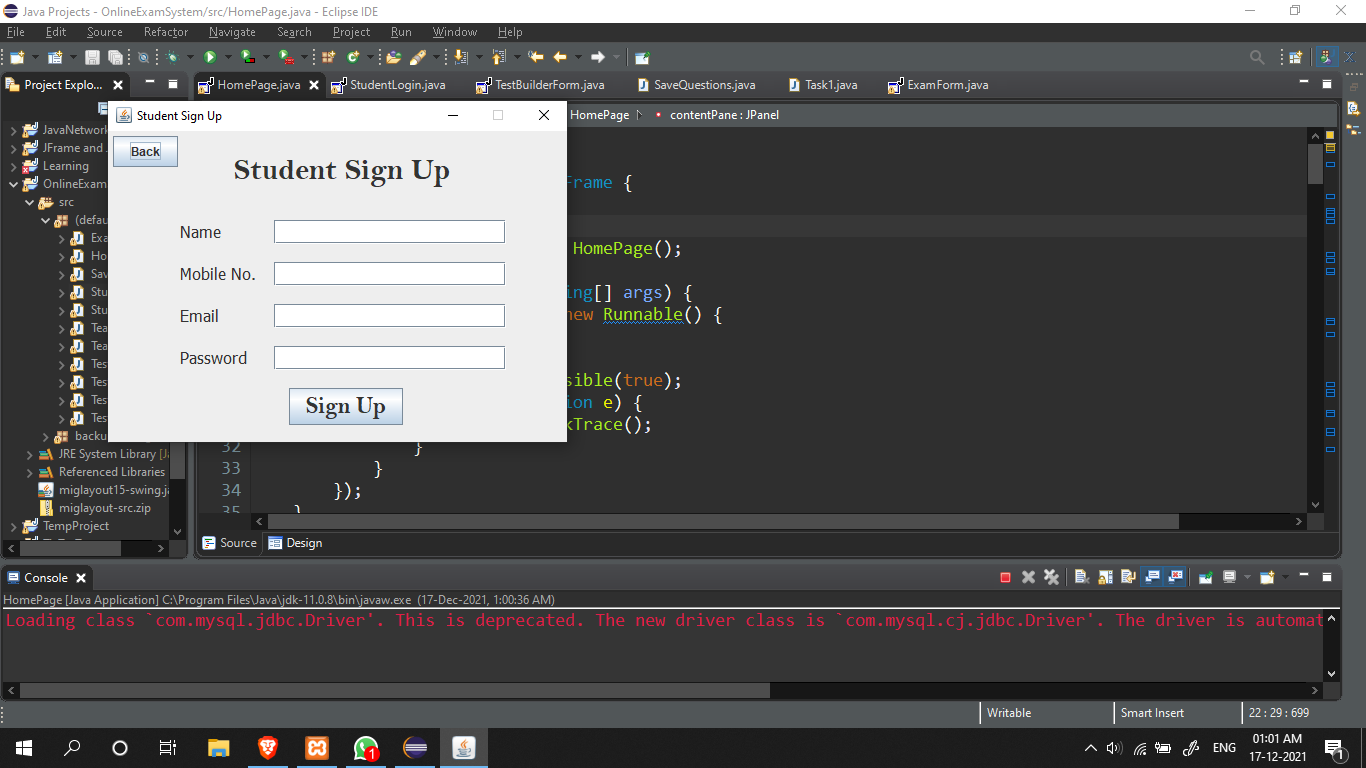 Java Projects - OnlineExamSystem/src/HomePage.java - Eclipse IDE
File Edit Source Refactor Navigate Search Project Run Window Help
Project Explo...
HomePage.java StudentLogin.java TestBuilderForm.java SaveQuestions.java Task1.java ExamForm.java
HomePage contentPane : JPanel
JavaNetwork
JFrame and
Learning
OnlineExam
src
(defau
Exa
Ho
Sav
Stu
Stu
Tea
Tea
Tes
Tes
Tes
Tes
backu
JRE System Library [Ja
Referenced Libraries
miglayout15-swing.ja
miglayout-src.zip
TempProject
Student Sign Up
Back
Student Sign Up
Name
Mobile No.
Email
Password
Sign Up
Frame {
HomePage();
ing[] args) {
new Runnable() {
sible(true);
ion e) {
kTrace();
32 }
33 }
34 });
35 }
Source Design
Console
HomePage [Java Application] C:\Program Files\Java\jdk-11.0.8\bin\javaw.exe (17-Dec-2021, 1:00:36 AM)
Loading class `com.mysql.jdbc.Driver'. This is deprecated. The new driver class is `com.mysql.cj.jdbc.Driver'. The driver is automat
Writable Smart Insert 22 : 29 : 699
1
ENG
01:01 AM
17-12-2021
1